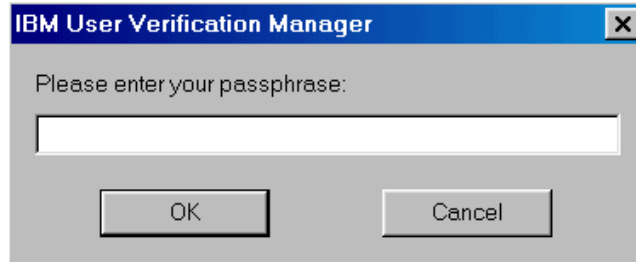 IBM User Verification Manager
Please enter your passphrase:
OK Cancel